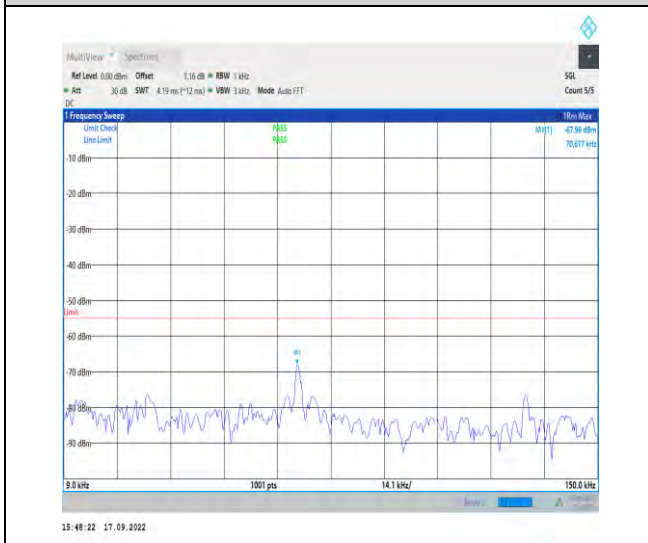 MultiView Spectrum
Ref Level 0.00 dBm Offset 1.16 dB RBW 1 kHz SGL
Att 30 dB SWT 4.19 ms (~12 ms) VBW 3 kHz Mode Auto FFT Count 5/5
DC
1 Frequency Sweep 1Rm Max
Limit Check PASS M1[1] -67.96 dBm
Line Limit PASS 70.617 kHz
-10 dBm
-20 dBm
-30 dBm
-40 dBm
-50 dBm
Limit
-60 dBm
M1
-70 dBm
-80 dBm
-90 dBm
9.0 kHz 1001 pts 14.1 kHz/ 150.0 kHz
15:48:22 17.09.2022